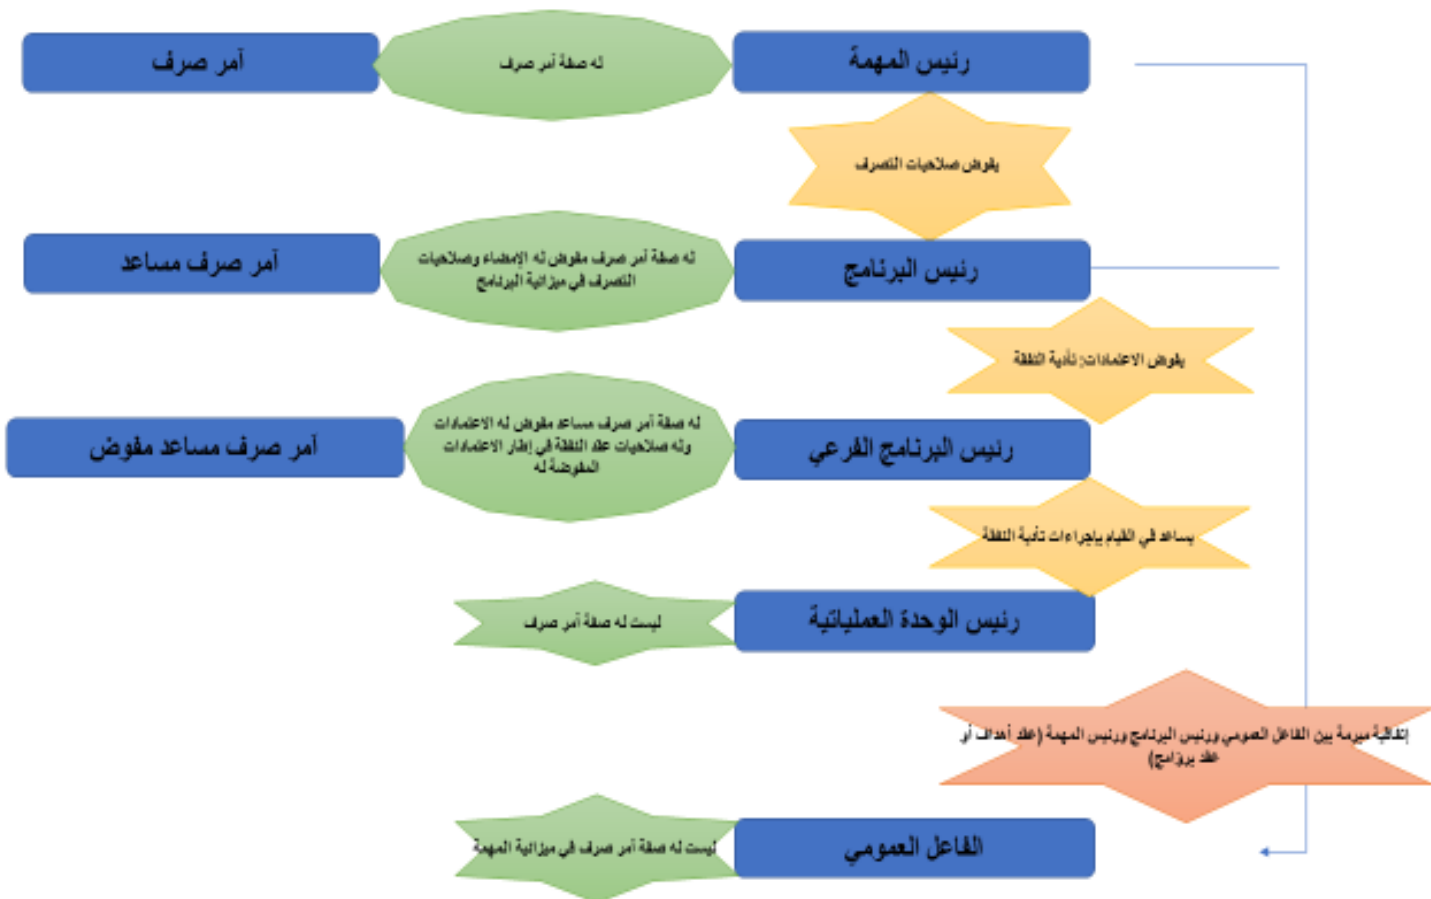 رئيس المهمة
له صفة آمر صرف
آمر صرف
يفوض صلاحيات التصرف
رئيس البرنامج
له صفة آمر صرف مفوض له الإمضاء وصلاحيات
التصرف في ميزانية البرنامج
آمر صرف مساعد
يفوض الاعتمادات: تأدية النفقة
رئيس البرنامج الفرعي
له صفة آمر صرف مساعد مفوض له الاعتمادات
وله صلاحيات عقد النفقة في إطار الاعتمادات
المفوضة له
آمر صرف مساعد مفوض
يساعد في القيام بإجراءات تأدية النفقة
رئيس الوحدة العملياتية
ليست له صفة آمر صرف
إتفاقية مبرمة بين الفاعل العمومي ورئيس البرنامج ورئيس المهمة (عقد أهداف أو
عقد برنامج)
الفاعل العمومي
ليست له صفة آمر صرف في ميزانية المهمة